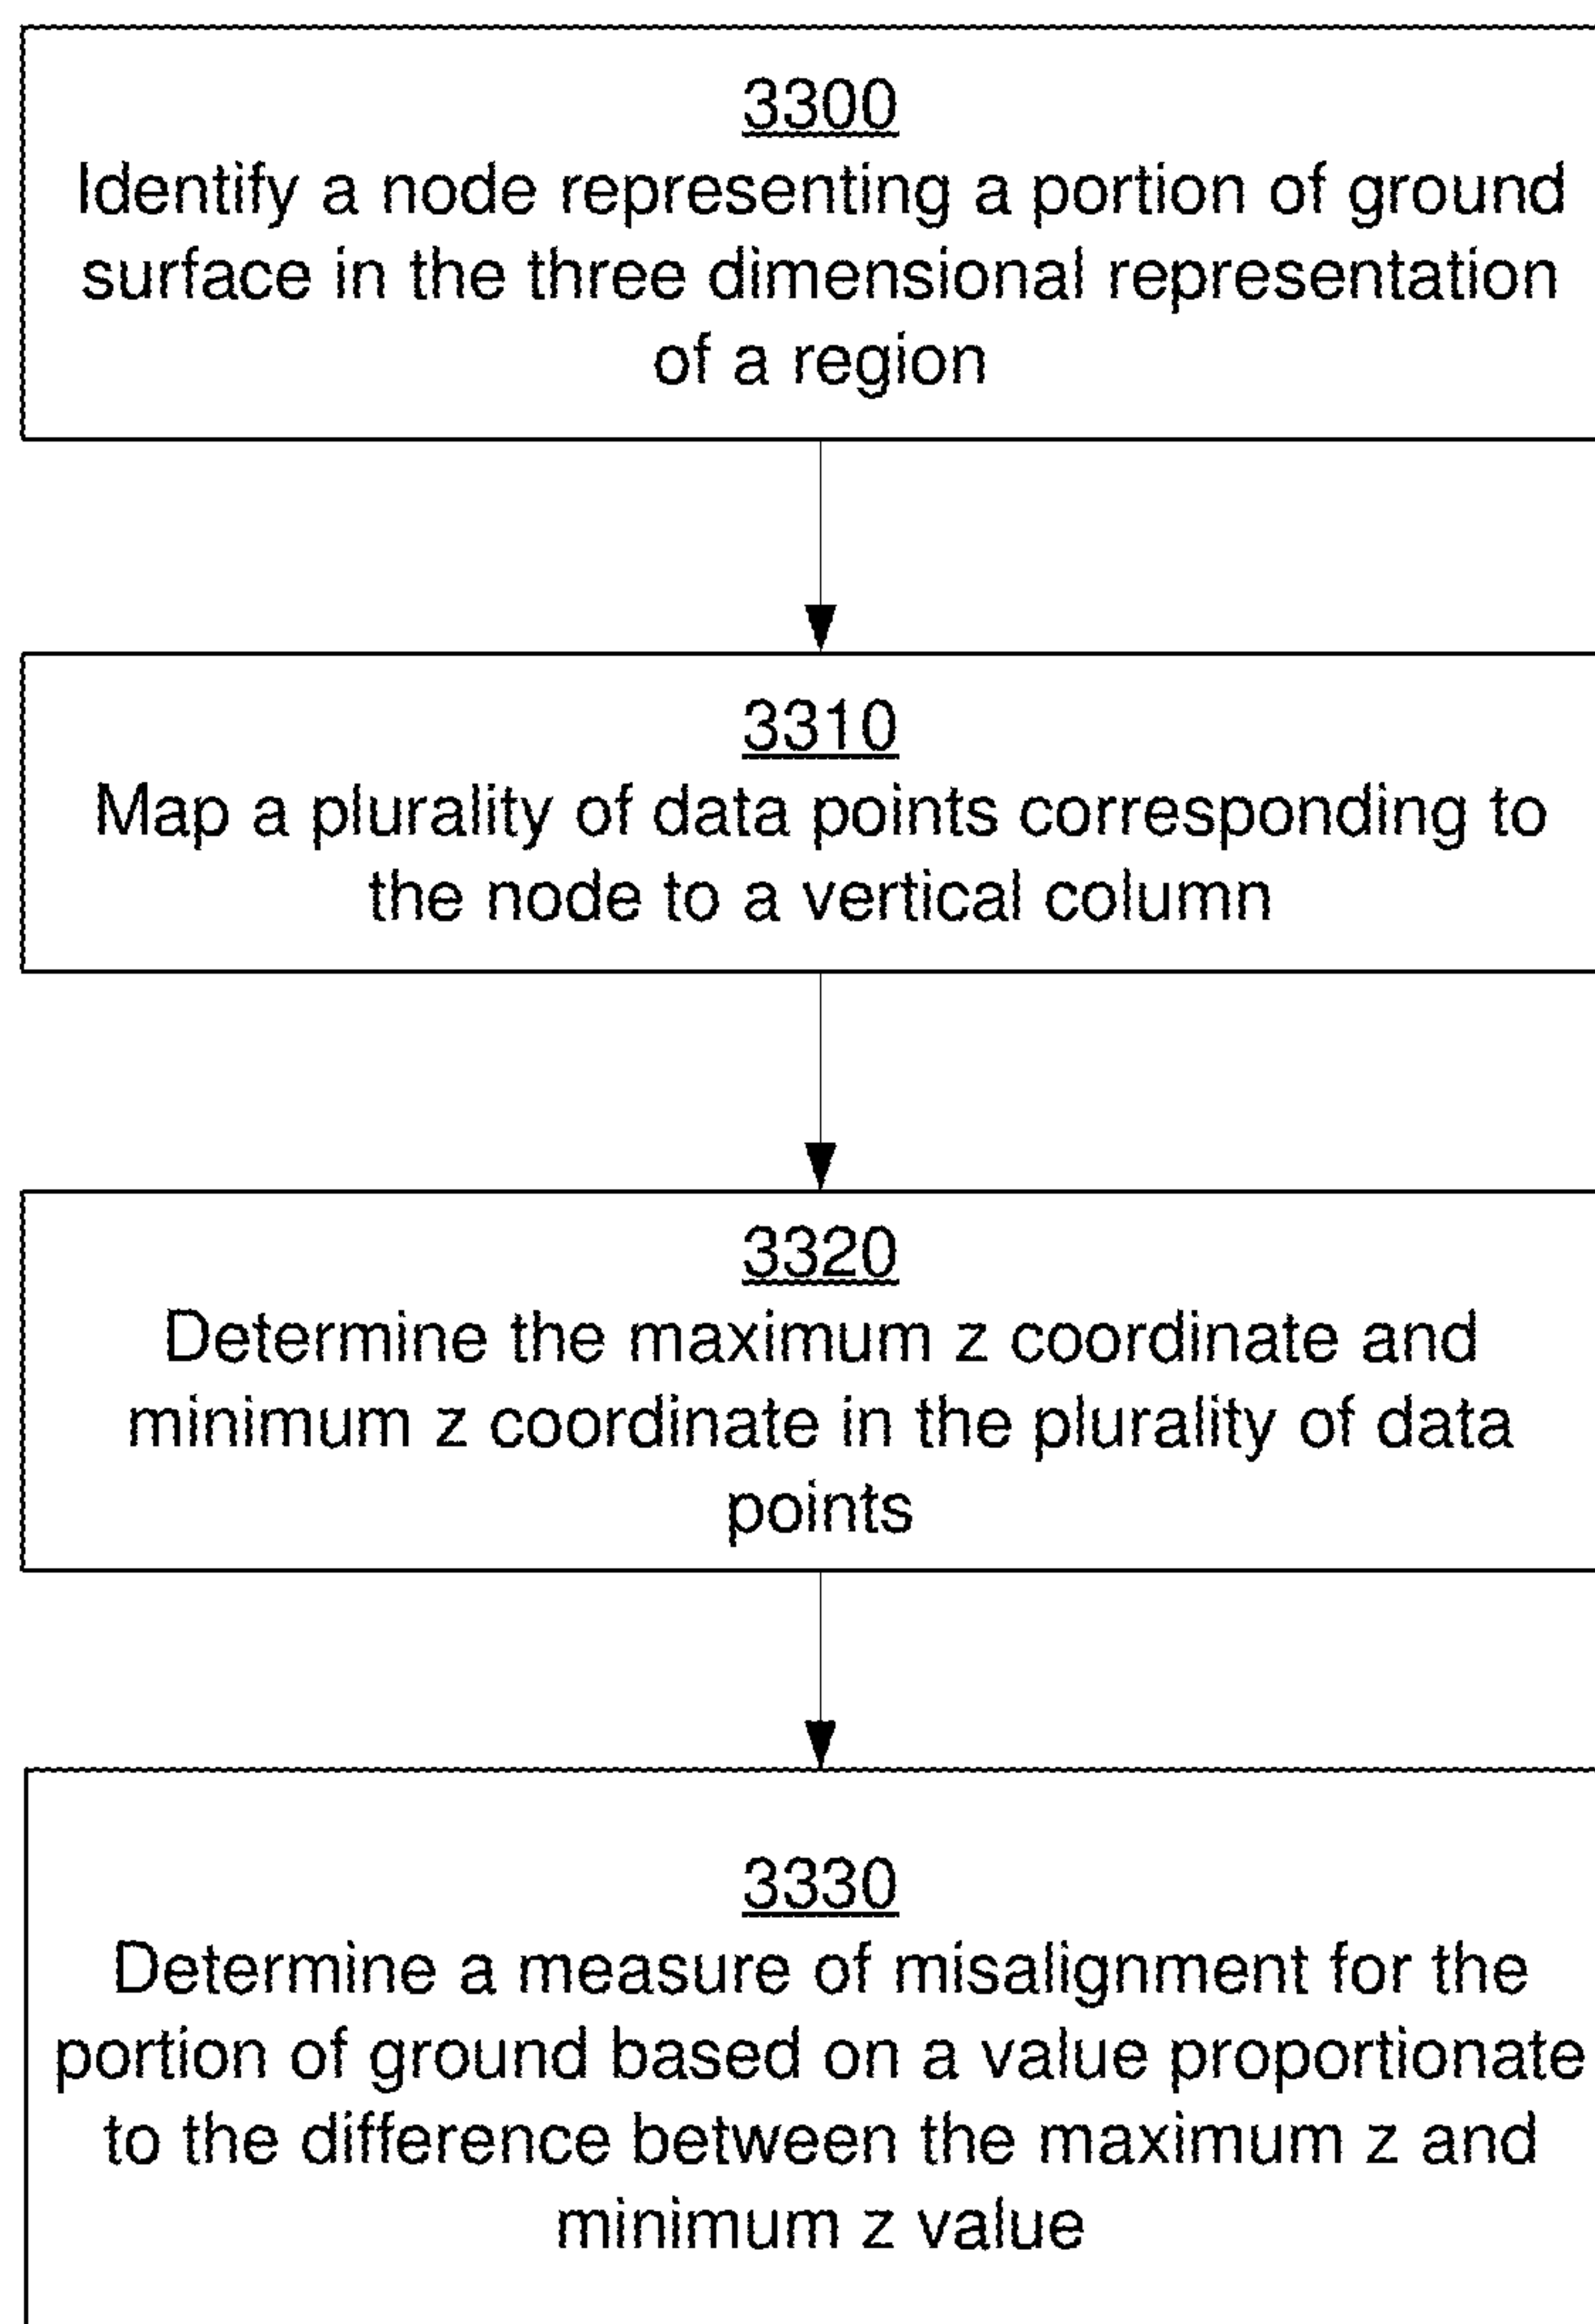 3300
Identify a node representing a portion of ground
surface in the three dimensional representation
of a region
3310
Map a plurality of data points corresponding to
the node to a vertical column
3320
Determine the maximum z coordinate and
minimum z coordinate in the plurality of data
points
3330
Determine a measure of misalignment for the
portion of ground based on a value proportionate
to the difference between the maximum z and
minimum z value